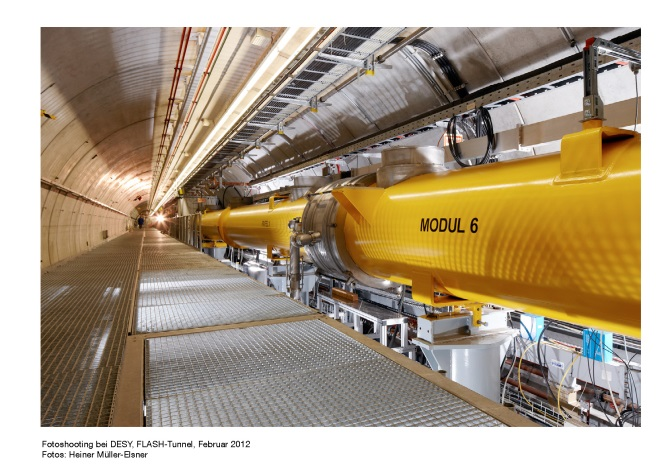 MODUL 6
Fotoshooting bei DESY, FLASH-Tunnel, Februar 2012
Fotos: Heiner Müller-Elsner